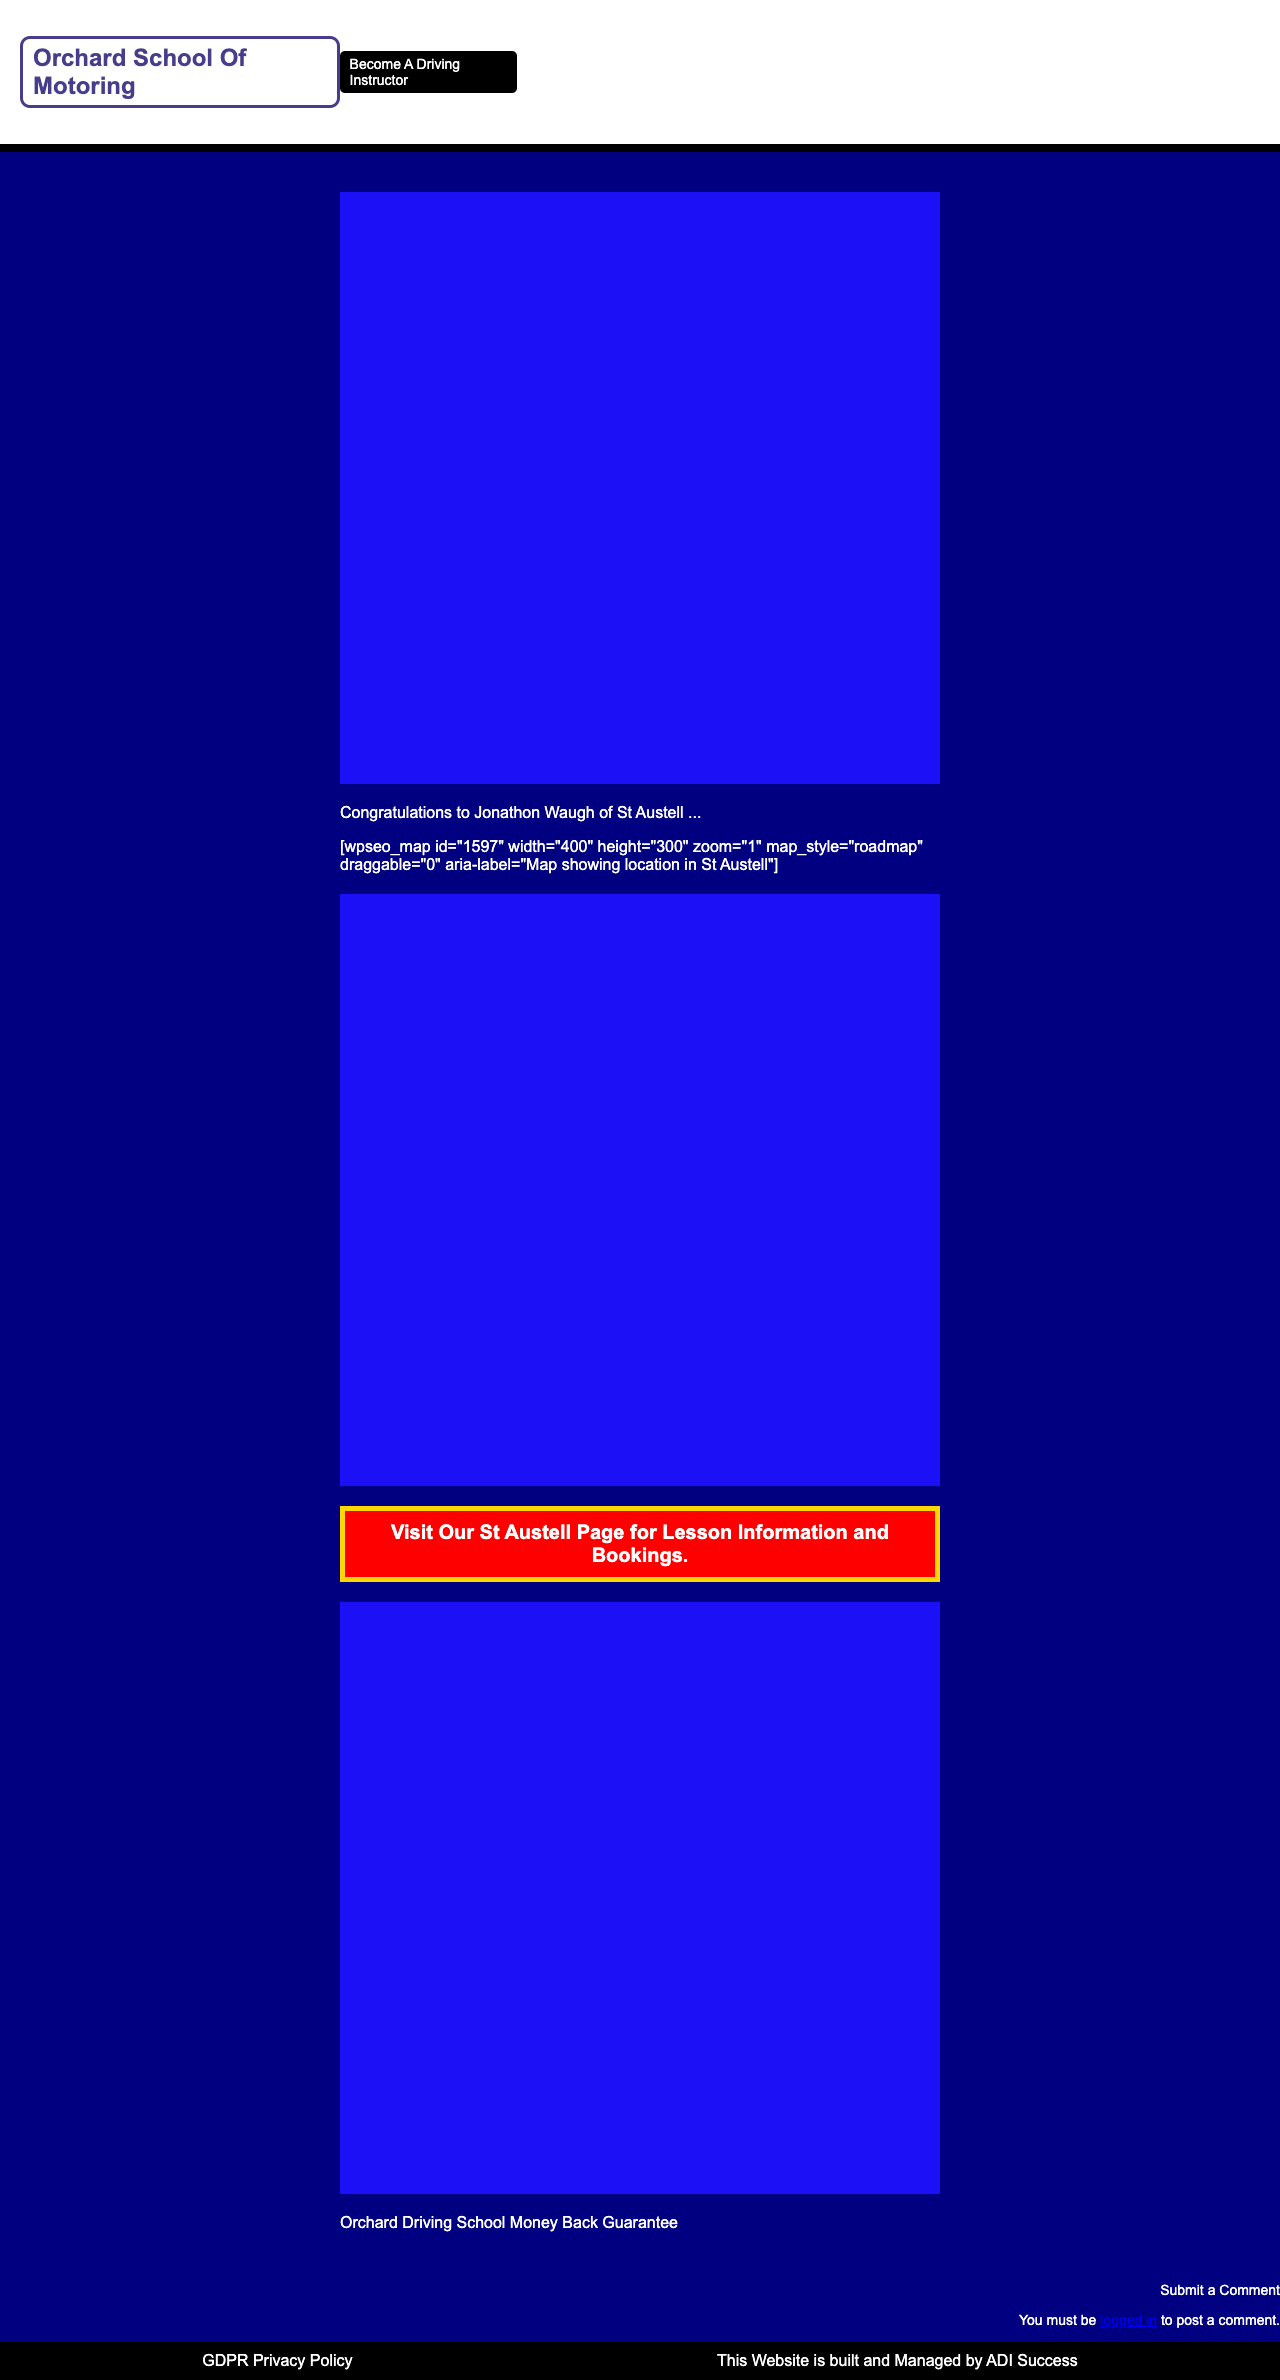 Orchard School Of
Motoring
Become A Driving
Instructor
Congratulations to Jonathon Waugh of St Austell ...
[wpseo_map id="1597" width="400" height="300" zoom="1" map_style="roadmap"
draggable="0" aria-label="Map showing location in St Austell"]
Visit Our St Austell Page for Lesson Information and
Bookings.
Orchard Driving School Money Back Guarantee
Submit a Comment
You must be logged in to post a comment.
GDPR Privacy Policy
This Website is built and Managed by ADI Success